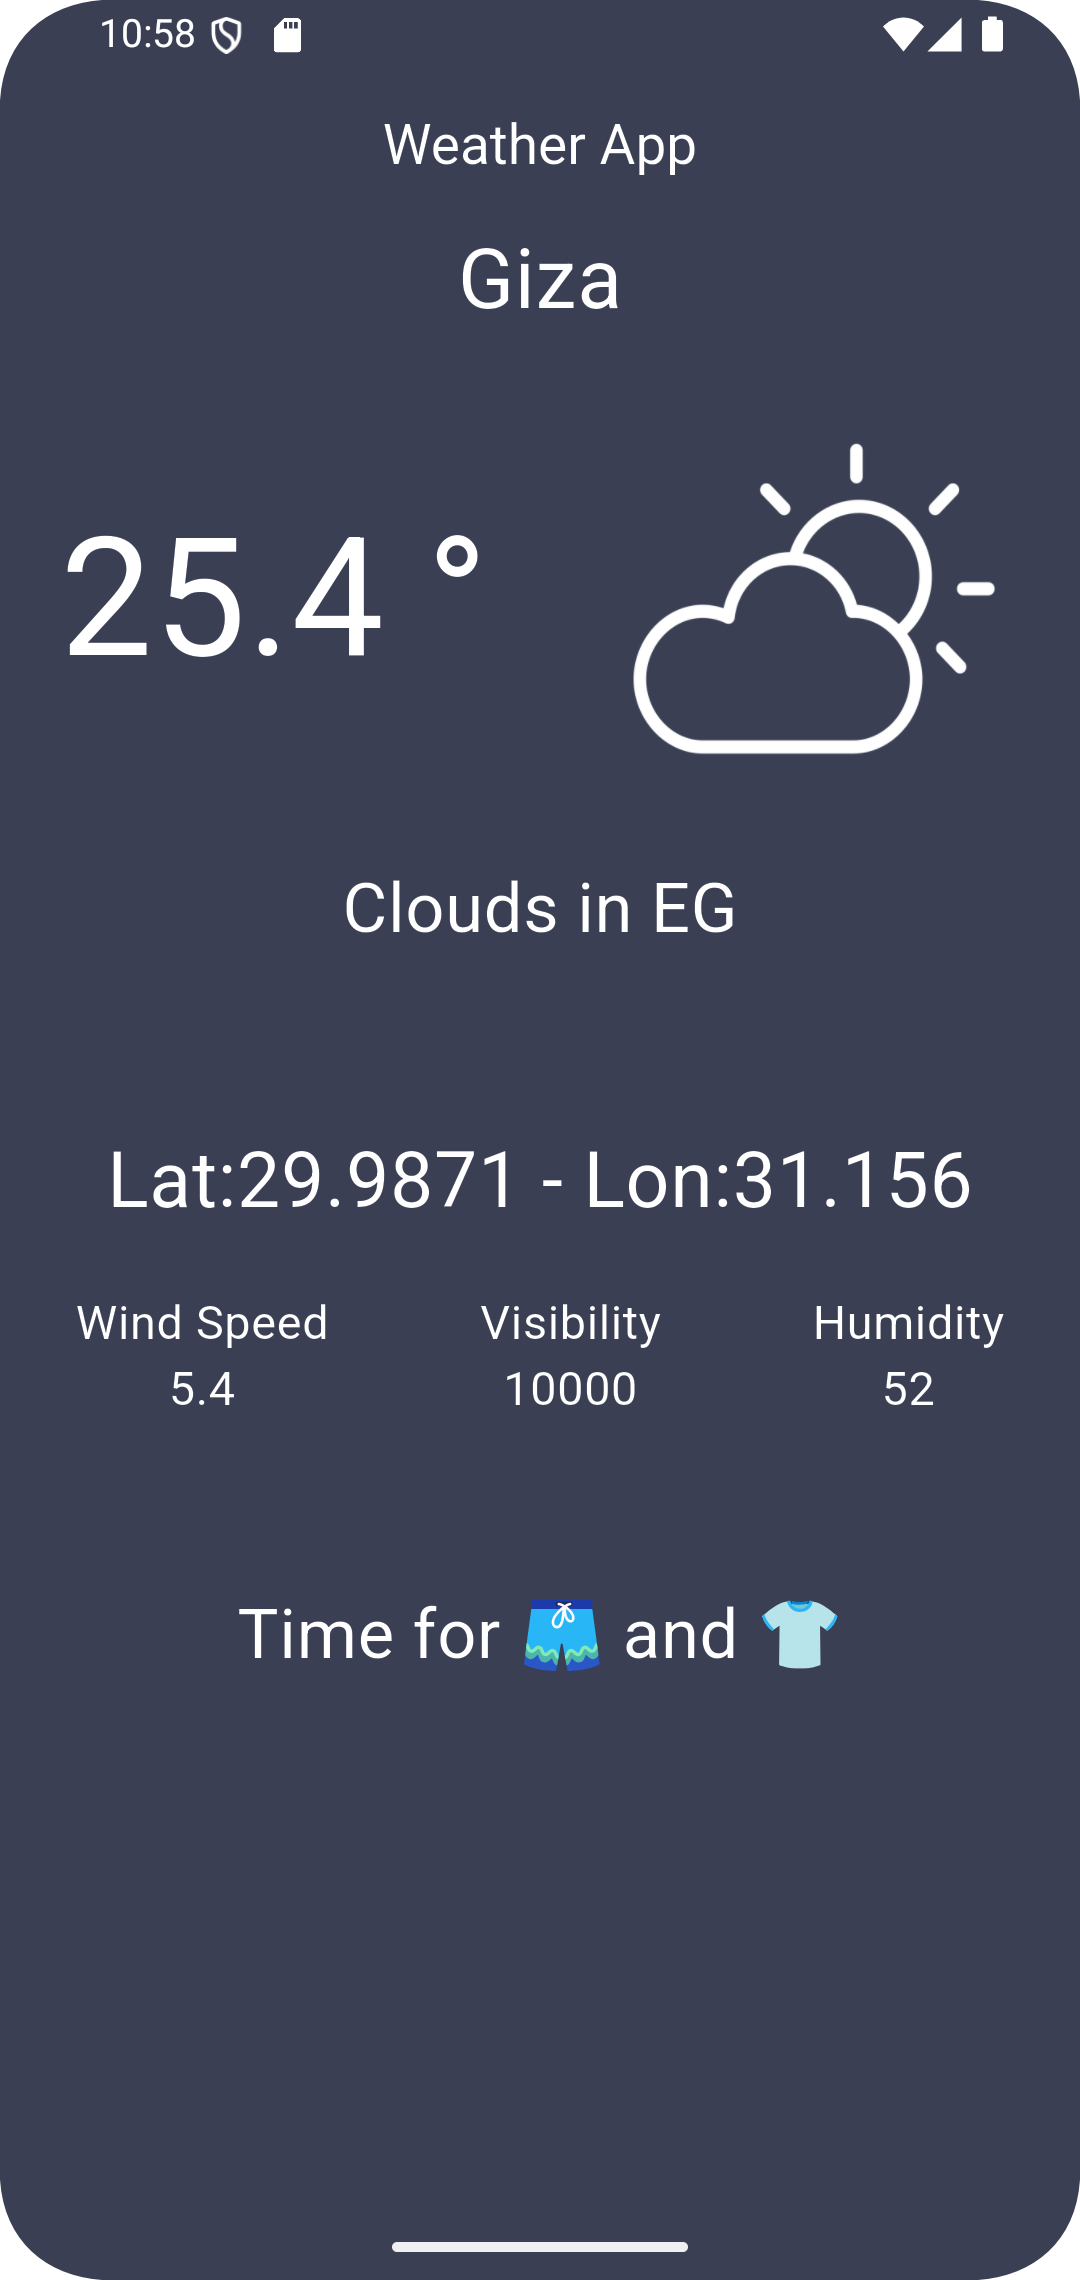 10:58
Weather App
Giza
25.4 °
Clouds in EG
Lat:29.9871 - Lon:31.156
Wind Speed Visibility Humidity
5.4 10000 52
Time for 🩳 and 👕